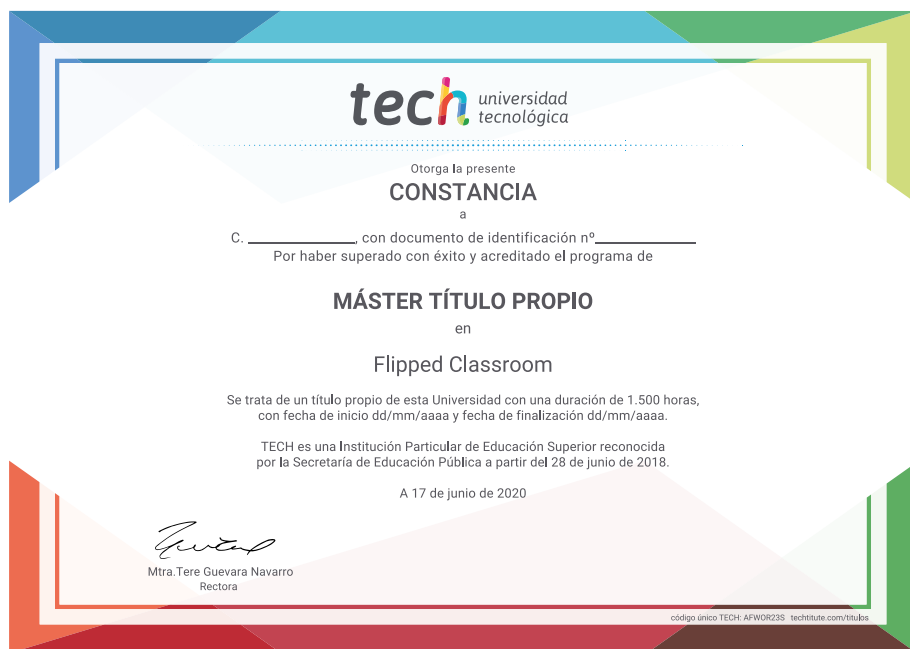 tech universidad
tecnológica
Otorga la presente
CONSTANCIA
a
C. ____________, con documento de identificación nº____________
Por haber superado con éxito y acreditado el programa de
MÁSTER TÍTULO PROPIO
en
Flipped Classroom
Se trata de un título propio de esta Universidad con una duración de 1.500 horas,
con fecha de inicio dd/mm/aaaa y fecha de finalización dd/mm/aaaa.
TECH es una Institución Particular de Educación Superior reconocida
por la Secretaría de Educación Pública a partir del 28 de junio de 2018.
A 17 de junio de 2020
Mtra.Tere Guevara Navarro
Rectora
código único TECH: AFWOR23S techtitute.com/titulos